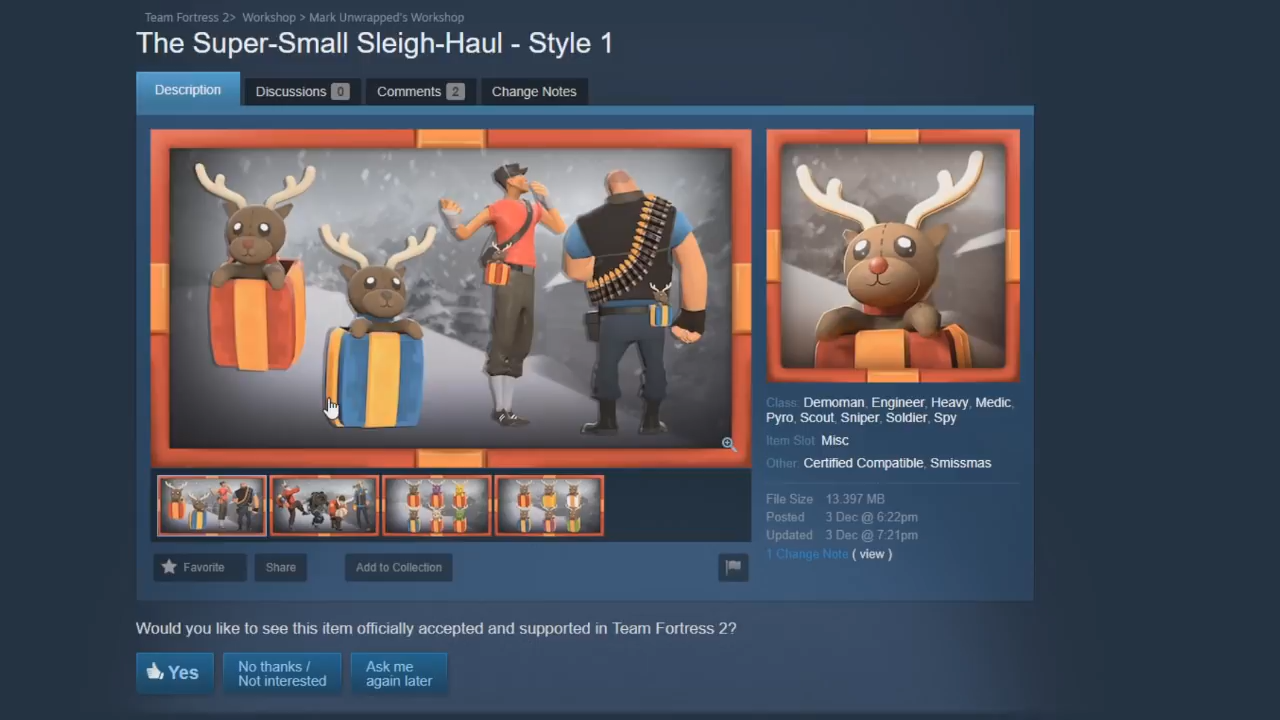 Team Fortress 2> Workshop > Mark Unwrapped's Workshop
The Super-Small Sleigh-Haul - Style 1
Description
Discussions 0
Comments 2
Change Notes
Class: Demoman, Engineer, Heavy, Medic,
Pyro, Scout, Sniper, Soldier, Spy
Item Slot: Misc
Other: Certified Compatible, Smissmas
File Size 13.397 MB
Posted 3 Dec @ 6:22pm
Updated 3 Dec @ 7:21pm
1 Change Note ( view )
Favorite
Share
Add to Collection
Would you like to see this item officially accepted and supported in Team Fortress 2?
Yes
No thanks /
Not interested
Ask me
again later